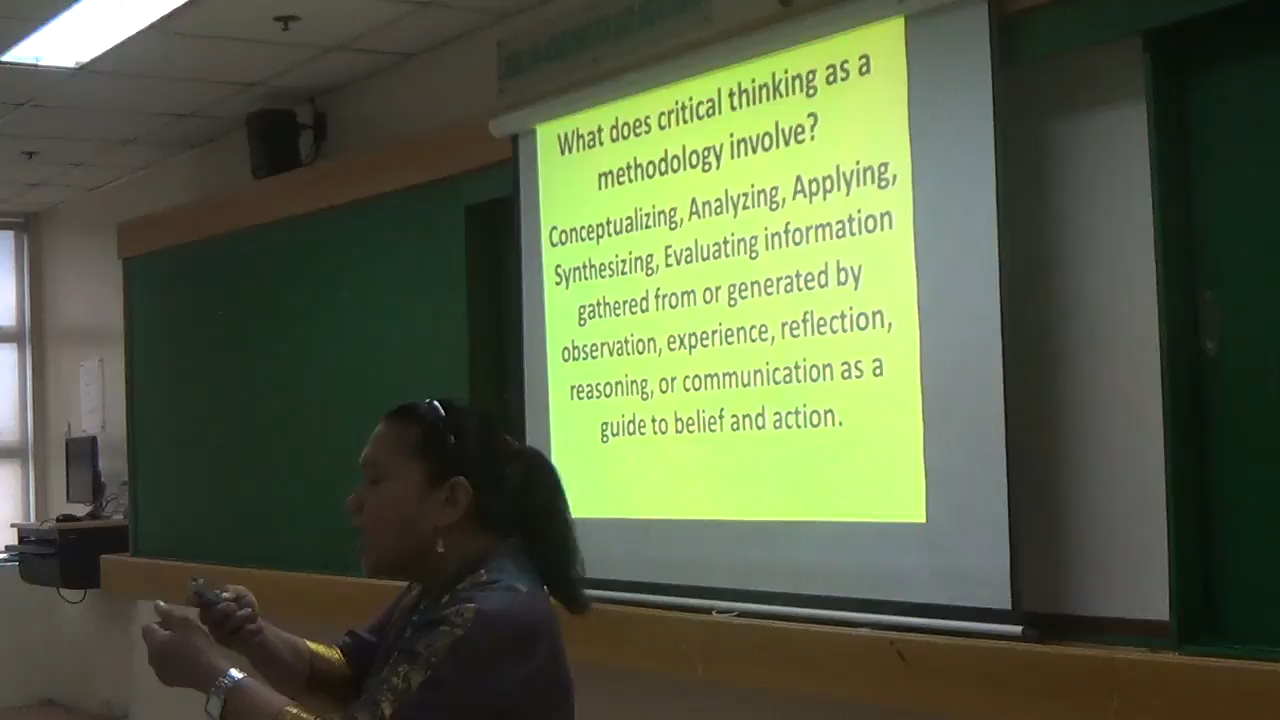 What does critical thinking as a
methodology involve?
Conceptualizing, Analyzing, Applying,
Synthesizing, Evaluating information
gathered from or generated by
observation, experience, reflection,
reasoning, or communication as a
guide to belief and action.